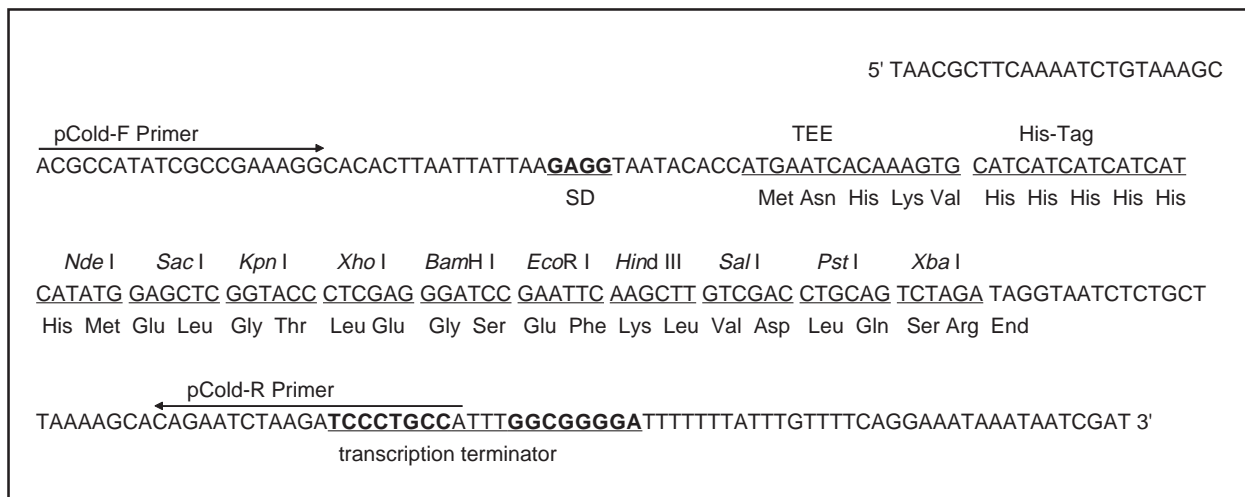 5' TAACGCTTCAAAATCTGTAAAGC
pCold-F Primer TEE His-Tag
ACGCCATATCGCCGAAAGGCACACTTAATTATTAAGAGGTAATACACCATGAATCACAAAGTG CATCATCATCATCAT
SD Met Asn His Lys Val His His His His His
Nde I Sac I Kpn I Xho I BamH I EcoR I Hind III Sal I Pst I Xba I
CATATG GAGCTC GGTACC CTCGAG GGATCC GAATTC AAGCTT GTCGAC CTGCAG TCTAGA TAGGTAATCTCTGCT
His Met Glu Leu Gly Thr Leu Glu Gly Ser Glu Phe Lys Leu Val Asp Leu Gln Ser Arg End
pCold-R Primer
TAAAAGCACAGAATCTAAGATCCCTGCCATTTGGCGGGGATTTTTTTATTTGTTTTCAGGAAATAAATAATCGAT 3'
transcription terminator